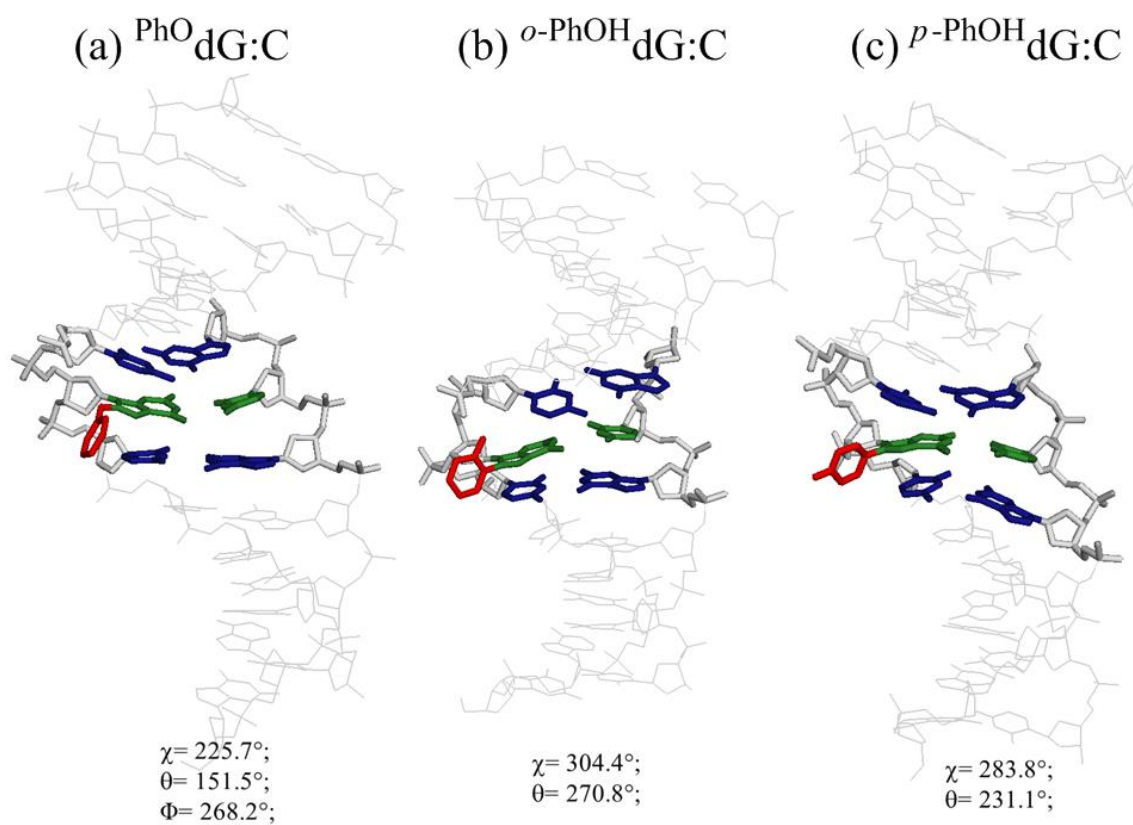 (a) PhOdG:C
(b) o-PhOHdG:C
(c) p-PhOHdG:C
χ= 225.7°;
θ= 151.5°;
Φ= 268.2°;
χ= 304.4°;
θ= 270.8°;
χ= 283.8°;
θ= 231.1°;